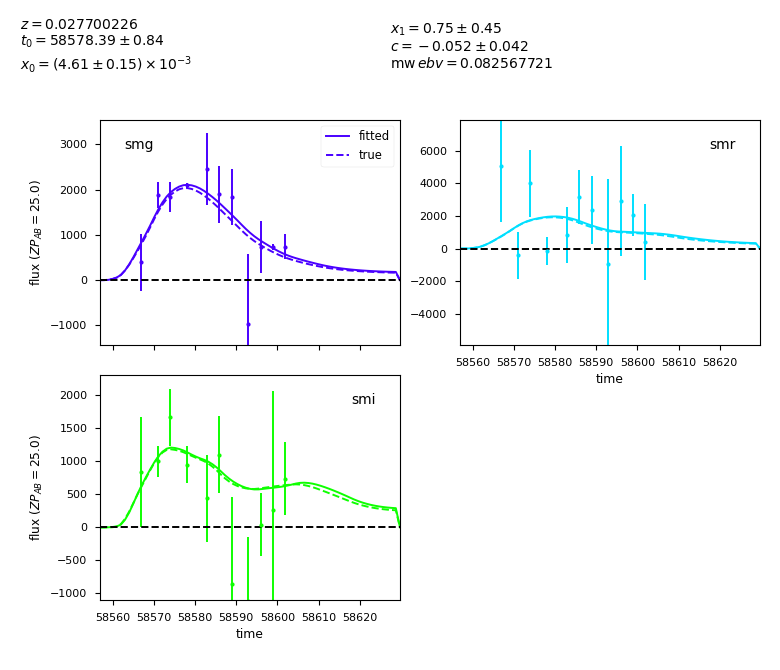 z = 0.027700226
t₀ = 58578.39 ± 0.84
x₀ = (4.61 ± 0.15) × 10⁻³
x₁ = 0.75 ± 0.45
c = −0.052 ± 0.042
mw ebv = 0.082567721
smg
fitted
true
3000
2000
1000
0
−1000
flux (ZP_AB = 25.0)
smr
6000
4000
2000
0
−2000
−4000
58560 58570 58580 58590 58600 58610 58620
time
smi
2000
1500
1000
500
0
−500
−1000
flux (ZP_AB = 25.0)
58560 58570 58580 58590 58600 58610 58620
time